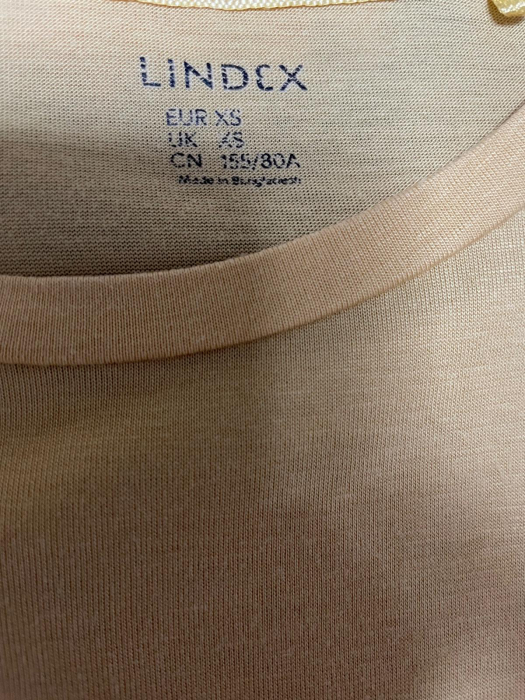 LINDEX
EUR XS
UK XS
CN 155/80A
Made in Bangladesh